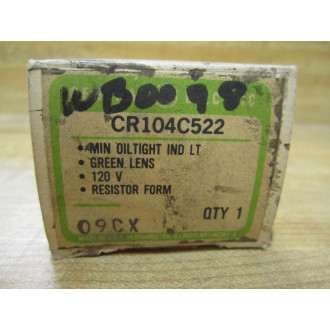 WB0098
CR104C522
• MIN OILTIGHT IND LT
• GREEN LENS
• 120 V
• RESISTOR FORM
09CX QTY 1